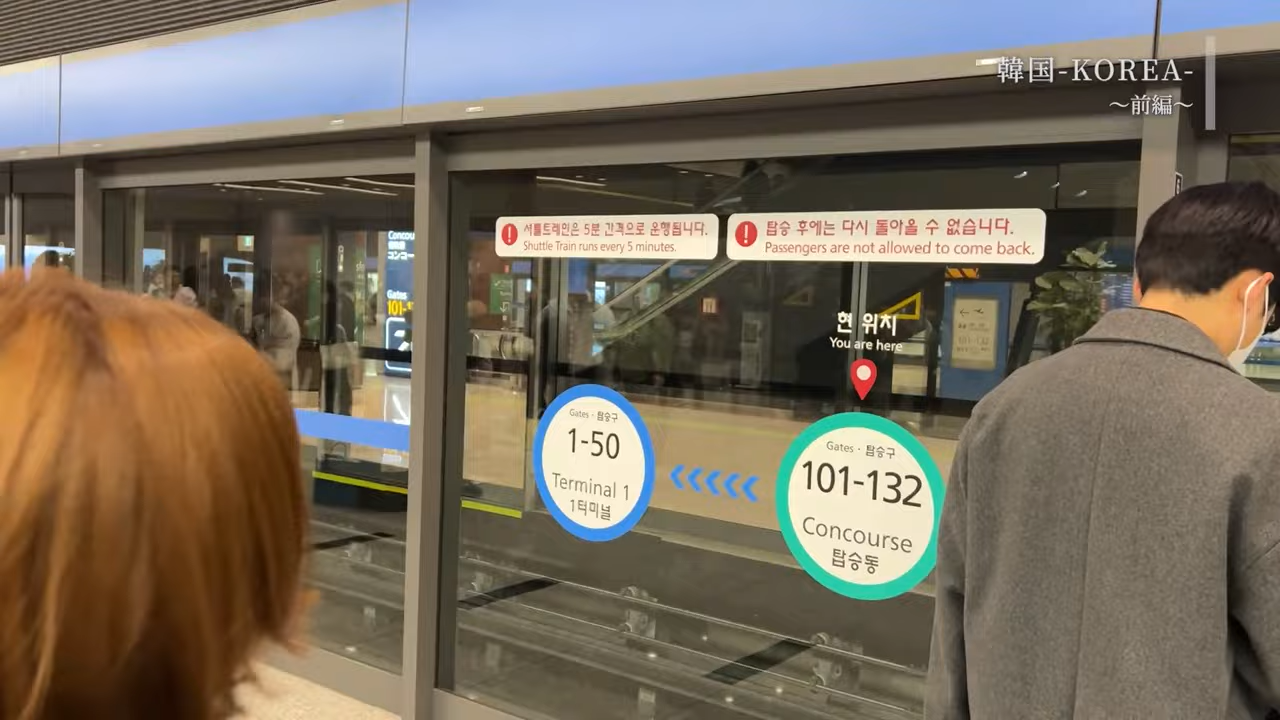 韓国-KOREA-
～前編～
셔틀트레인은 5분 간격으로 운행됩니다.
Shuttle Train runs every 5 minutes.
탑승 후에는 다시 돌아올 수 없습니다.
Passengers are not allowed to come back.
현 위치
You are here
Gates · 탑승구
1-50
Terminal 1
1터미널
Gates · 탑승구
101-132
Concourse
탑승동
Gates